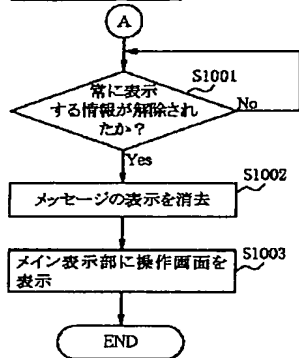 A
常に表示
する情報が解除され
たか？
S1001
No
Yes
メッセージの表示を消去
S1002
メイン表示部に操作画面を
表示
S1003
END